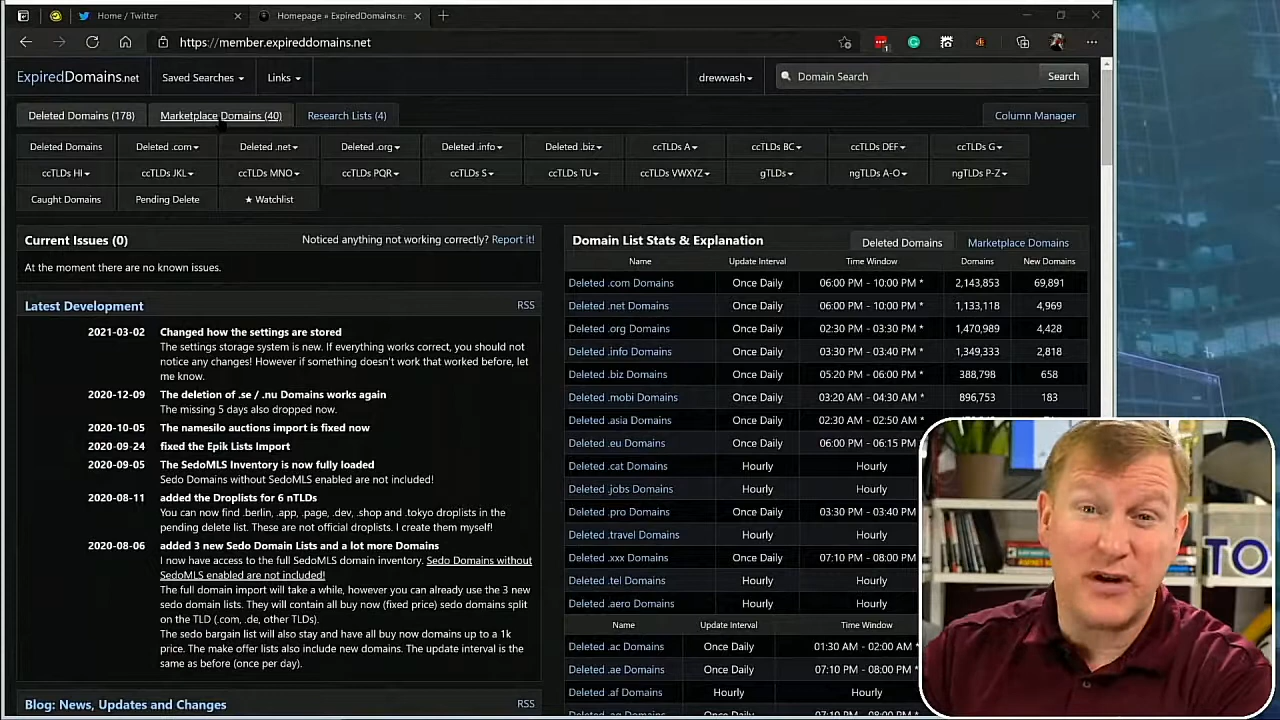 Home / Twitter
Homepage » ExpiredDomains.ne
https://member.expireddomains.net
1
ExpiredDomains.net
Saved Searches
Links
drewwash
Domain Search
Search
Deleted Domains (178)
Marketplace Domains (40)
Research Lists (4)
Column Manager
Deleted Domains
Deleted .com
Deleted .net
Deleted .org
Deleted .info
Deleted .biz
ccTLDs A
ccTLDs BC
ccTLDs DEF
ccTLDs G
ccTLDs HI
ccTLDs JKL
ccTLDs MNO
ccTLDs PQR
ccTLDs S
ccTLDs TU
ccTLDs VWXYZ
gTLDs
ngTLDs A-O
ngTLDs P-Z
Caught Domains
Pending Delete
★ Watchlist
Current Issues (0)
Noticed anything not working correctly? Report it!
At the moment there are no known issues.
Latest Development
RSS
2021-03-02 Changed how the settings are stored
The settings storage system is new. If everything works correct, you should not
notice any changes! However if something doesn't work that worked before, let
me know.
2020-12-09 The deletion of .se / .nu Domains works again
The missing 5 days also dropped now.
2020-10-05 The namesilo auctions import is fixed now
2020-09-24 fixed the Epik Lists Import
2020-09-05 The SedoMLS Inventory is now fully loaded
Sedo Domains without SedoMLS enabled are not included!
2020-08-11 added the Droplists for 6 nTLDs
You can now find .berlin, .app, .page, .dev, .shop and .tokyo droplists in the
pending delete list. These are not official droplists. I create them myself!
2020-08-06 added 3 new Sedo Domain Lists and a lot more Domains
I now have access to the full SedoMLS domain inventory. Sedo Domains without
SedoMLS enabled are not included!
The full domain import will take a while, however you can already use the 3 new
sedo domain lists. They will contain all buy now (fixed price) sedo domains split
on the TLD (.com, .de, other TLDs).
The sedo bargain list will also stay and have all buy now domains up to a 1k
price. The make offer lists also include new domains. The update interval is the
same as before (once per day).
Blog: News, Updates and Changes
RSS
Domain List Stats & Explanation
Deleted Domains
Marketplace Domains
Name Update Interval Time Window Domains New Domains
Deleted .com Domains Once Daily 06:00 PM - 10:00 PM * 2,143,853 69,891
Deleted .net Domains Once Daily 06:00 PM - 10:00 PM * 1,133,118 4,969
Deleted .org Domains Once Daily 02:30 PM - 03:30 PM * 1,470,989 4,428
Deleted .info Domains Once Daily 03:30 PM - 03:40 PM * 1,349,333 2,818
Deleted .biz Domains Once Daily 05:20 PM - 06:00 PM * 388,798 658
Deleted .mobi Domains Once Daily 03:20 AM - 04:30 AM * 896,753 183
Deleted .asia Domains Once Daily 02:30 AM - 02:50 AM *
Deleted .eu Domains Once Daily 06:00 PM - 06:15 PM *
Deleted .cat Domains Hourly Hourly
Deleted .jobs Domains Hourly Hourly
Deleted .pro Domains Once Daily 03:30 PM - 03:40 PM
Deleted .travel Domains Hourly Hourly
Deleted .xxx Domains Once Daily 07:10 PM - 08:00 PM
Deleted .tel Domains Hourly Hourly
Deleted .aero Domains Hourly Hourly
Name Update Interval Time Window
Deleted .ac Domains Once Daily 01:30 AM - 02:00 AM *
Deleted .ae Domains Once Daily 07:10 PM - 08:00 PM *
Deleted .af Domains Hourly Hourly
Deleted .ag Domains Once Daily 07:10 PM - 08:00 PM *
TO